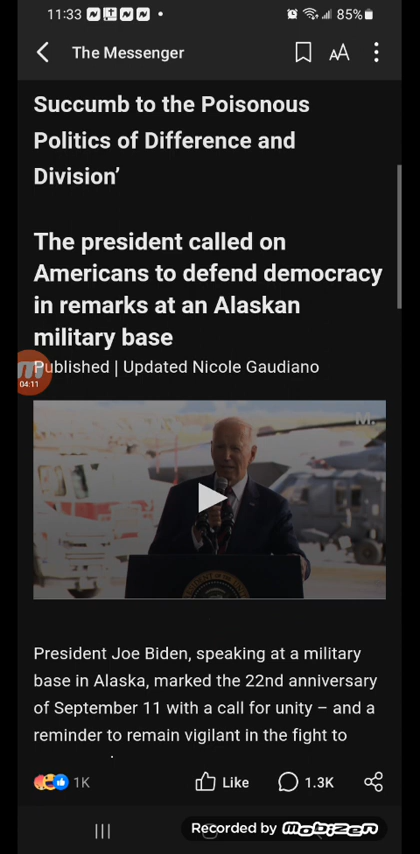 11:33
85%
The Messenger
AA
Succumb to the Poisonous
Politics of Difference and
Division’
The president called on
Americans to defend democracy
in remarks at an Alaskan
military base
Published | Updated Nicole Gaudiano
04:11
M.
President Joe Biden, speaking at a military
base in Alaska, marked the 22nd anniversary
of September 11 with a call for unity – and a
reminder to remain vigilant in the fight to
1K
Like
1.3K
Recorded by mobizen